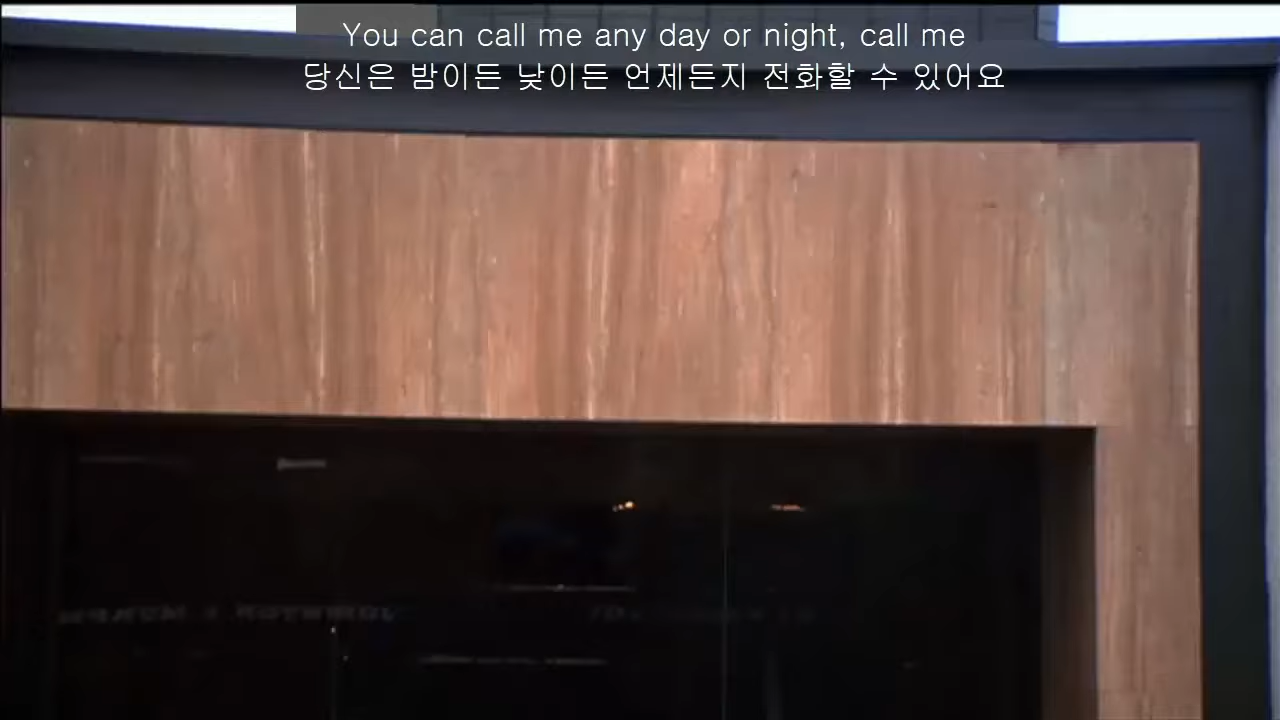 You can call me any day or night, call me
당신은 밤이든 낮이든 언제든지 전화할 수 있어요